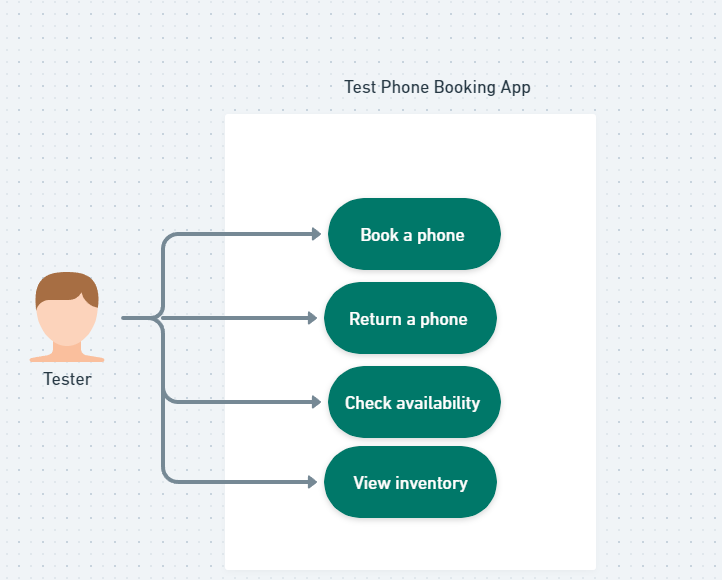 Test Phone Booking App
Book a phone
Return a phone
Tester
Check availability
View inventory